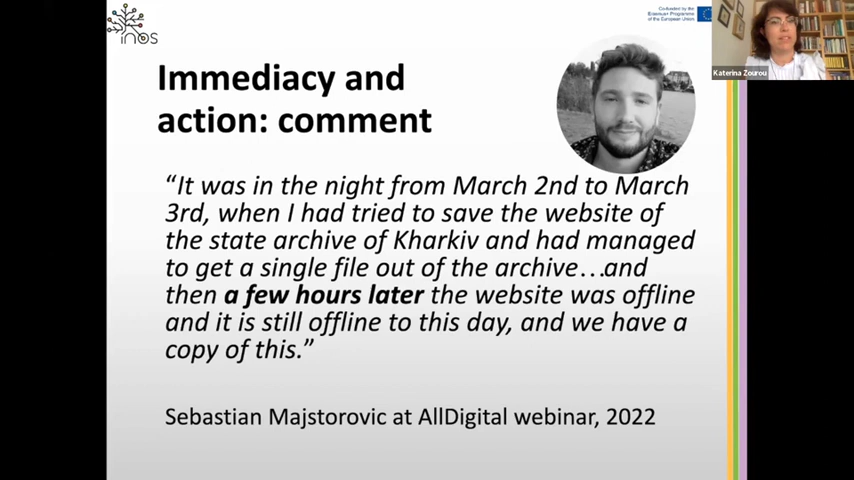 inos
Co-funded by the
Erasmus+ Programme
of the European Union
Katerina Zourou
Immediacy and
action: comment
“It was in the night from March 2nd to March
3rd, when I had tried to save the website of
the state archive of Kharkiv and had managed
to get a single file out of the archive…and
then a few hours later the website was offline
and it is still offline to this day, and we have a
copy of this.”
Sebastian Majstorovic at AllDigital webinar, 2022